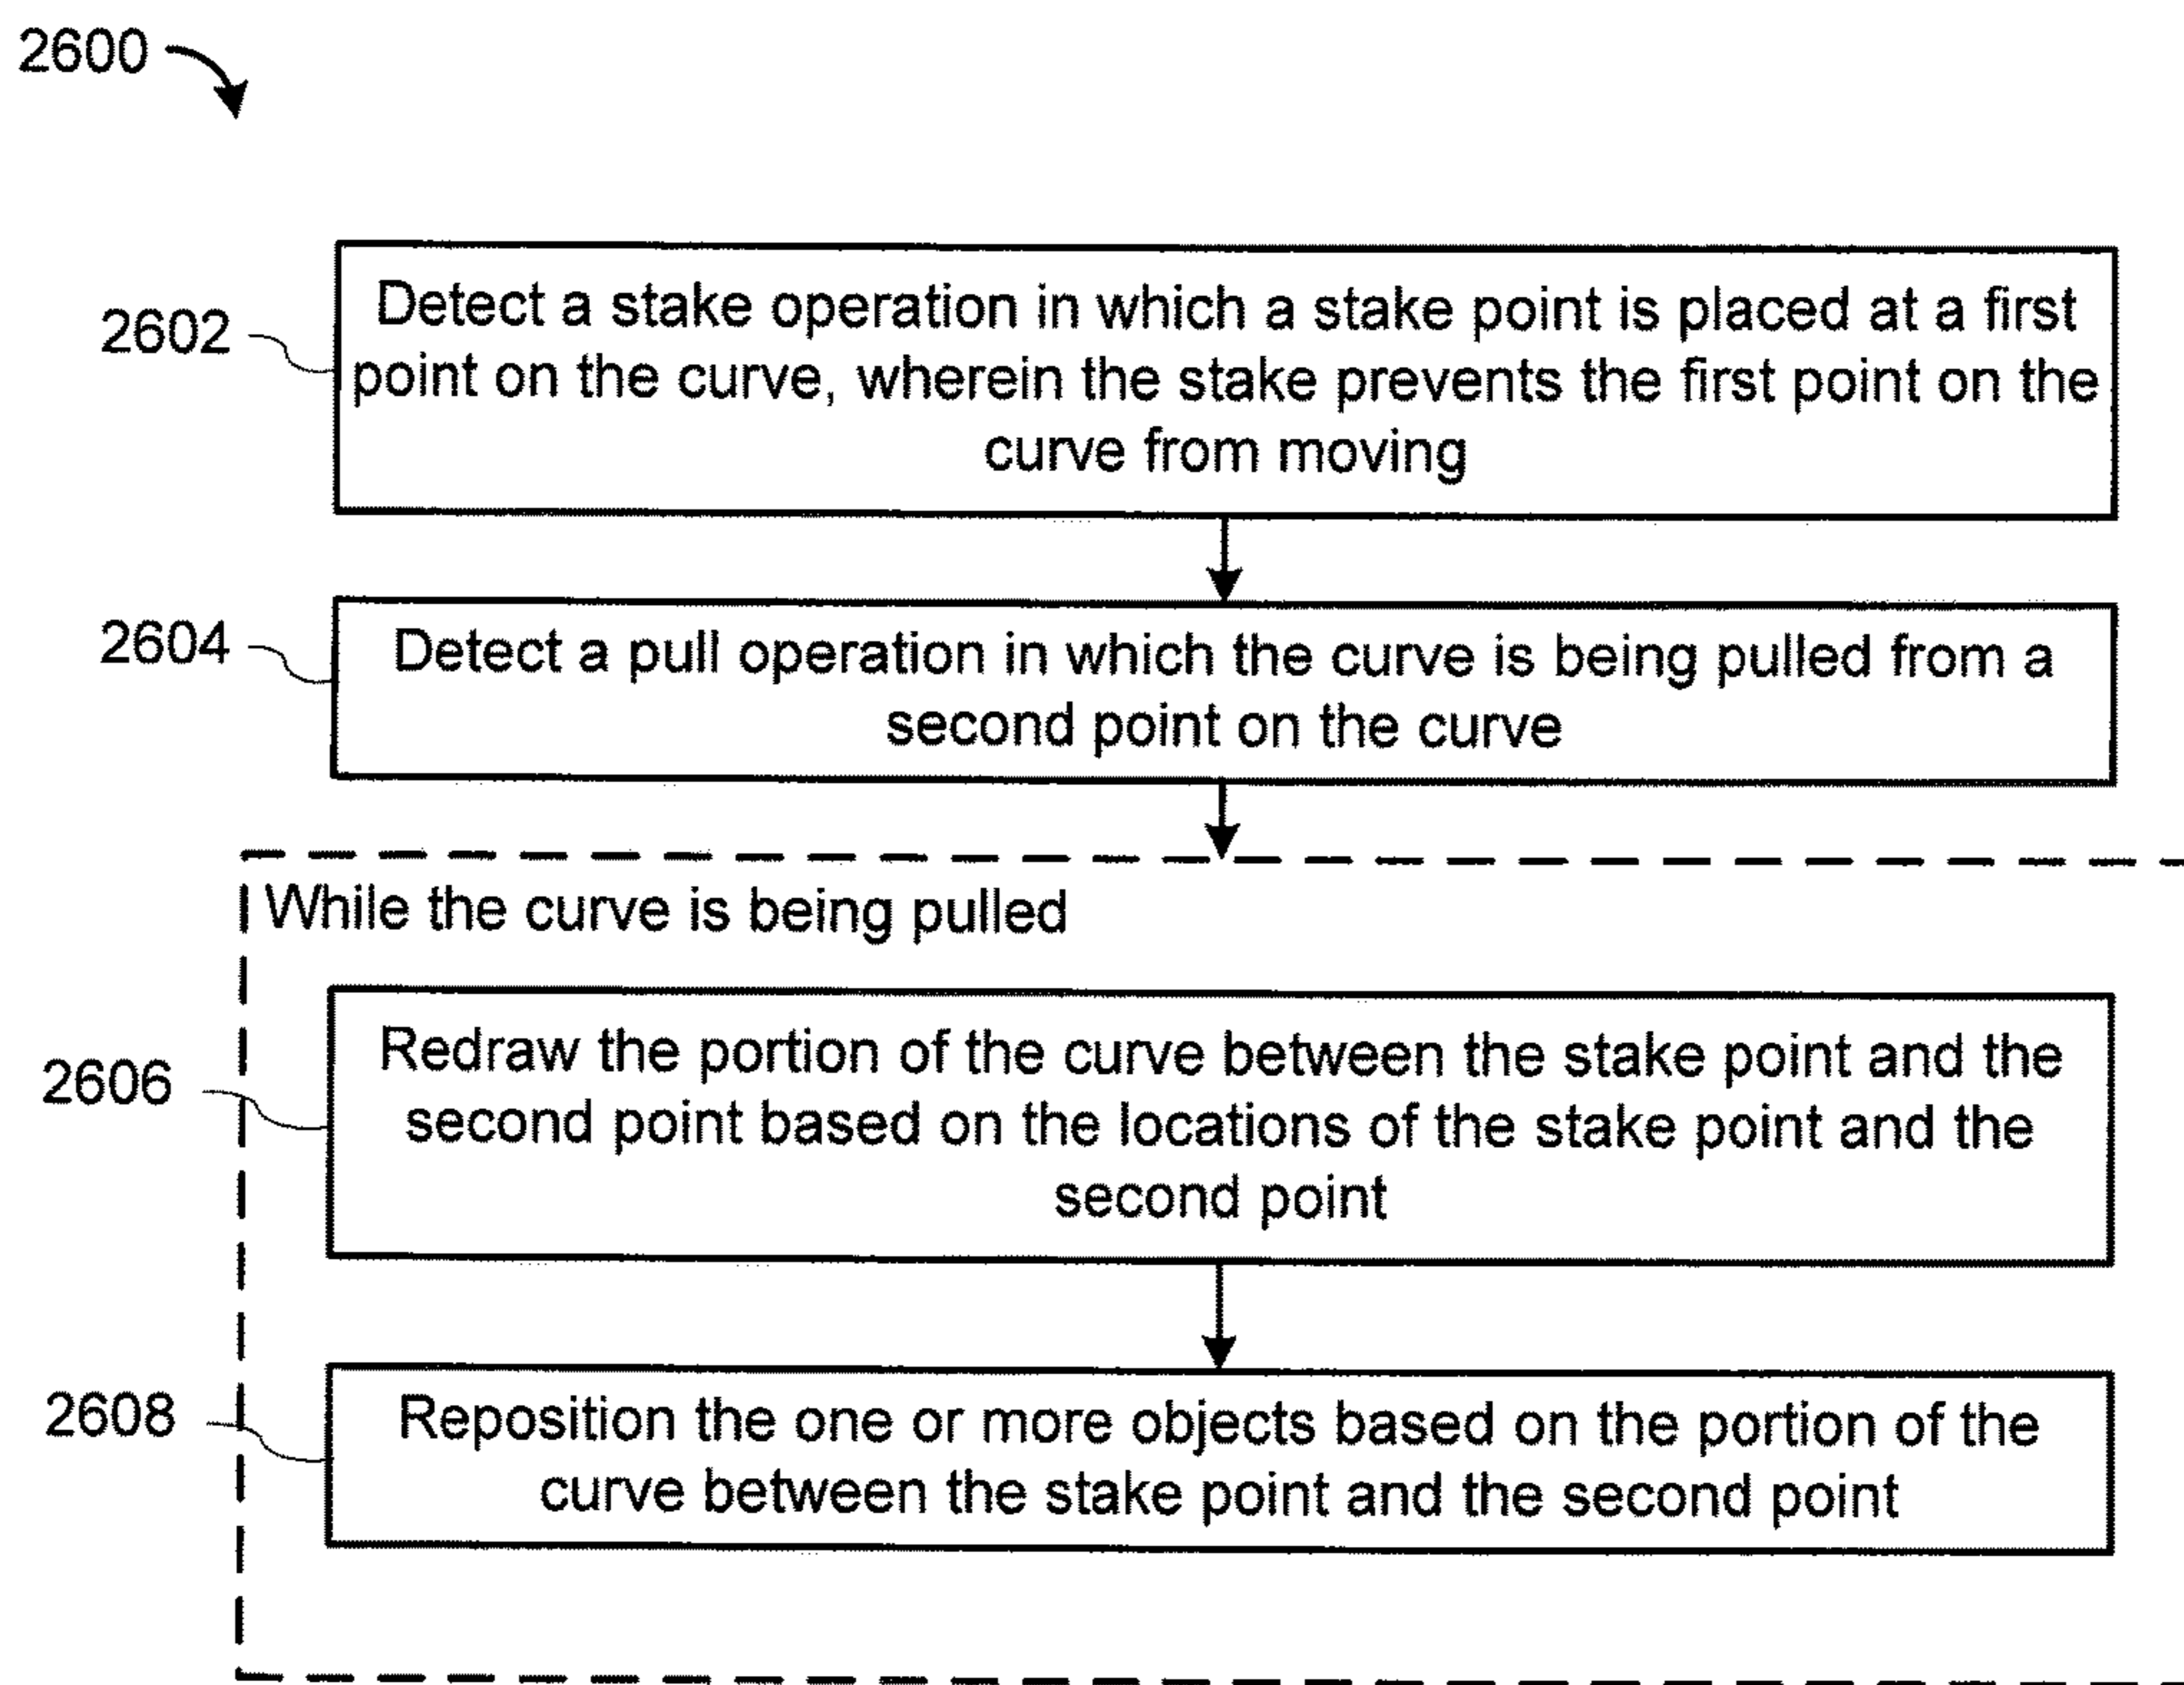 2600
2602
Detect a stake operation in which a stake point is placed at a first
point on the curve, wherein the stake prevents the first point on the
curve from moving
2604
Detect a pull operation in which the curve is being pulled from a
second point on the curve
While the curve is being pulled
2606
Redraw the portion of the curve between the stake point and the
second point based on the locations of the stake point and the
second point
2608
Reposition the one or more objects based on the portion of the
curve between the stake point and the second point